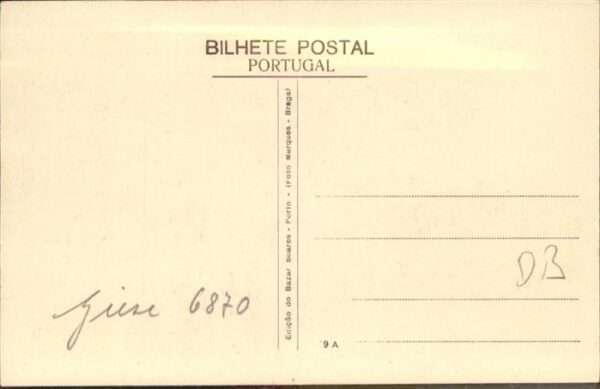 BILHETE POSTAL
PORTUGAL
Edição do Bazar Soares - Porto - (Foto Marques - Braga)
6870
DB
9 A